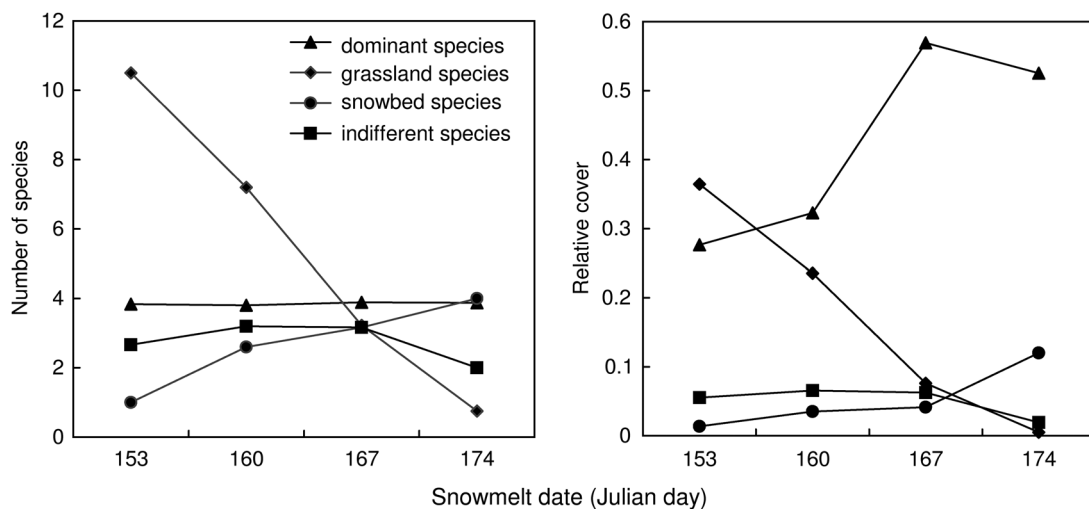 12
10
8
6
4
2
0
Number of species
dominant species
grassland species
snowbed species
indifferent species
153 160 167 174
0.6
0.5
0.4
0.3
0.2
0.1
0
Relative cover
153 160 167 174
Snowmelt date (Julian day)